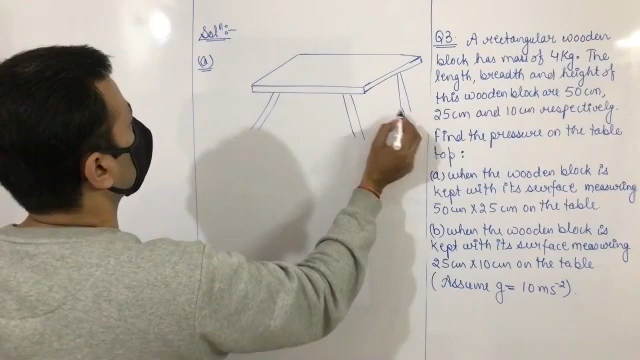 Solⁿ:-
(a)
Q3. A rectangular wooden
block has mass of 4Kg. The
length, breadth and height of
this wooden block are 50cm,
25cm and 10cm respectively.
Find the pressure on the table
top:
(a) when the wooden block is
kept with its surface measuring
50cm X 25cm on the table.
(b) when the wooden block is
kept with its surface measuring
25cm X 10cm on the table
(Assume g = 10ms⁻²)